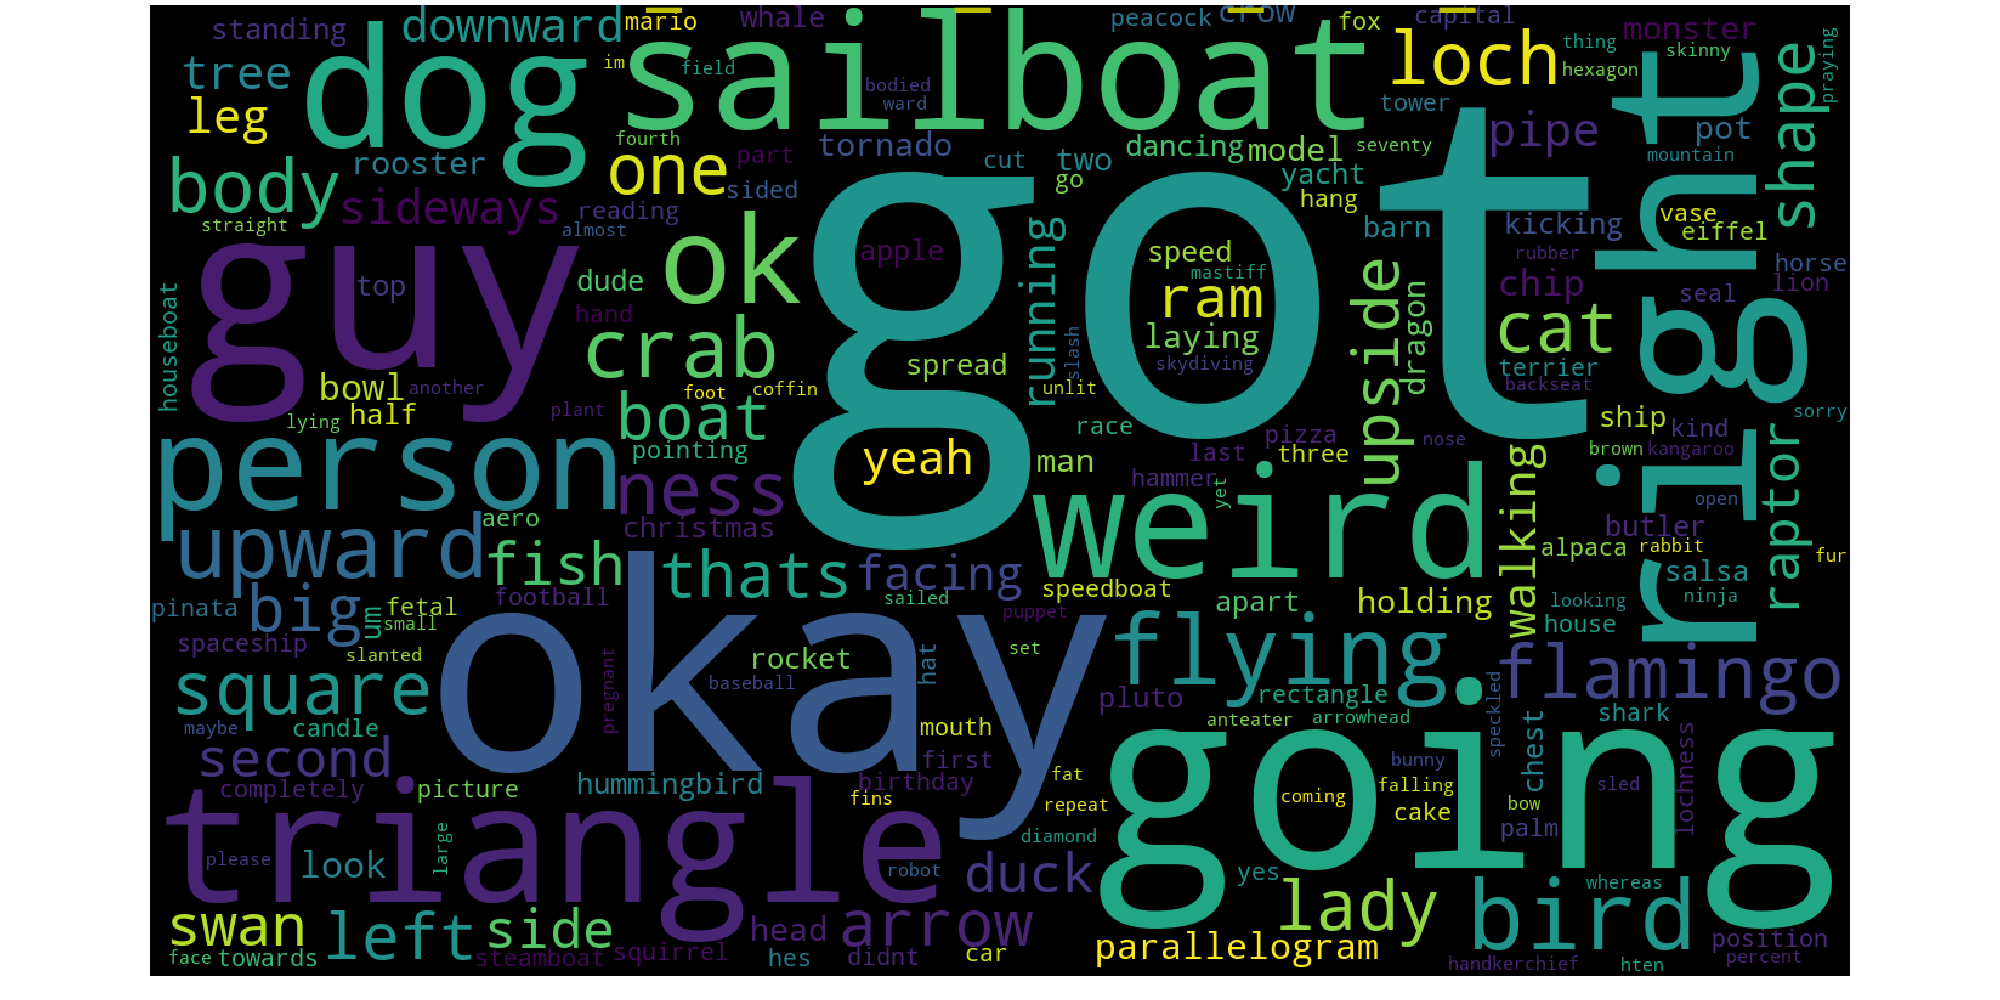 standing
downward
mario
whale
peacock
crow
fox
capital
monster
thing
skinny
praying
tree
dog
im
field
sailboat
loch
hexagon
shape
right
leg
bodied
ward
tower
pipe
pot
fourth
one
part
tornado
cut
two
dancing
model
seventy
mountain
rooster
body
sideways
sided
go
yacht
hang
kicking
vase
eiffel
straight
almost
reading
ok
apple
got
running
speed
mastiff
ram
barn
rubber
horse
guy
top
dude
hand
upside
chip
seal
lion
houseboat
crab
spread
slash
laying
skydiving
dragon
cat
terrier
backseat
bowl
another
foot
coffin
unlit
lying
half
plant
boat
race
pizza
ship
sorry
person
pointing
yeah
man
last
three
nose
kind
brown
kangaroo
ness
weird
hammer
yet
walking
open
raptor
upward
aero
christmas
butler
fish
thats
facing
alpaca
rabbit
fur
salsa
pinata
big
um
fetal
small
football
okay
sailed
speedboat
puppet
apart
holding
looking
house
ninja
spaceship
slanted
pregnant
rocket
hat
set
flying
flamingo
square
baseball
pluto
rectangle
speckled
shark
maybe
candle
mouth
anteater
arrowhead
chest
lochness
second
first
going
bunny
completely
picture
hummingbird
birthday
fat
falling
sled
triangle
fins
repeat
coming
cake
bow
large
diamond
palm
please
look
robot
duck
yes
whereas
swan
left
side
head
arrow
lady
bird
face
towards
steamboat
squirrel
hes
didnt
car
parallelogram
position
percent
handkerchief
hten